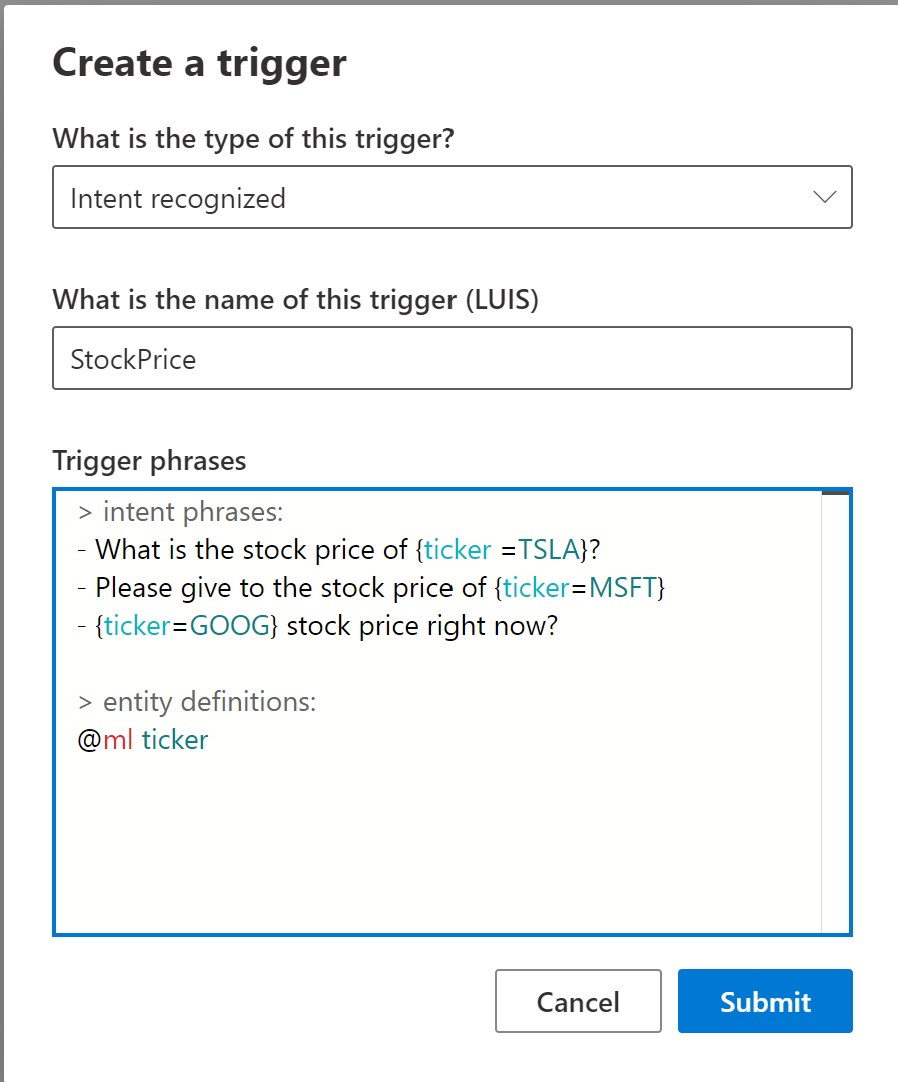 Create a trigger
What is the type of this trigger?
Intent recognized
What is the name of this trigger (LUIS)
StockPrice
Trigger phrases
> intent phrases:
- What is the stock price of {ticker =TSLA}?
- Please give to the stock price of {ticker=MSFT}
- {ticker=GOOG} stock price right now?
> entity definitions:
@ml ticker
Cancel
Submit